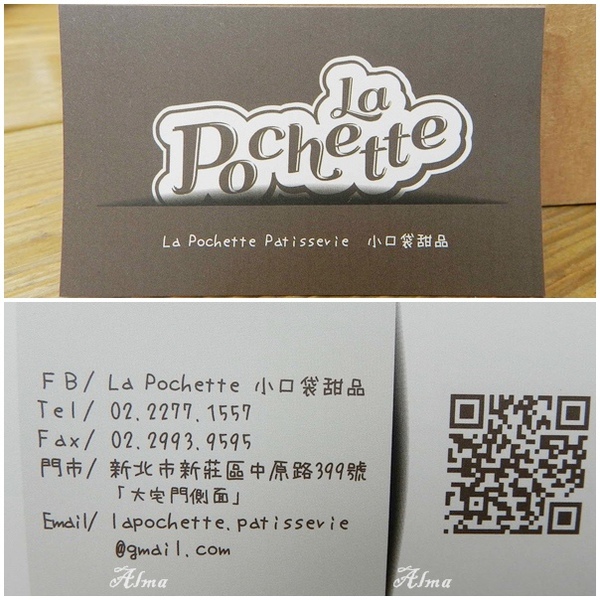 La
Pochette
La Pochette Patisserie 小口袋甜品
FB/ La Pochette 小口袋甜品
Tel/ 02.2277.1557
Fax/ 02.2993.9595
門市/ 新北市新莊區中原路399號
「大宅門側面」
Email/ lapochette.patisserie
@gmail.com
Alma
Alma